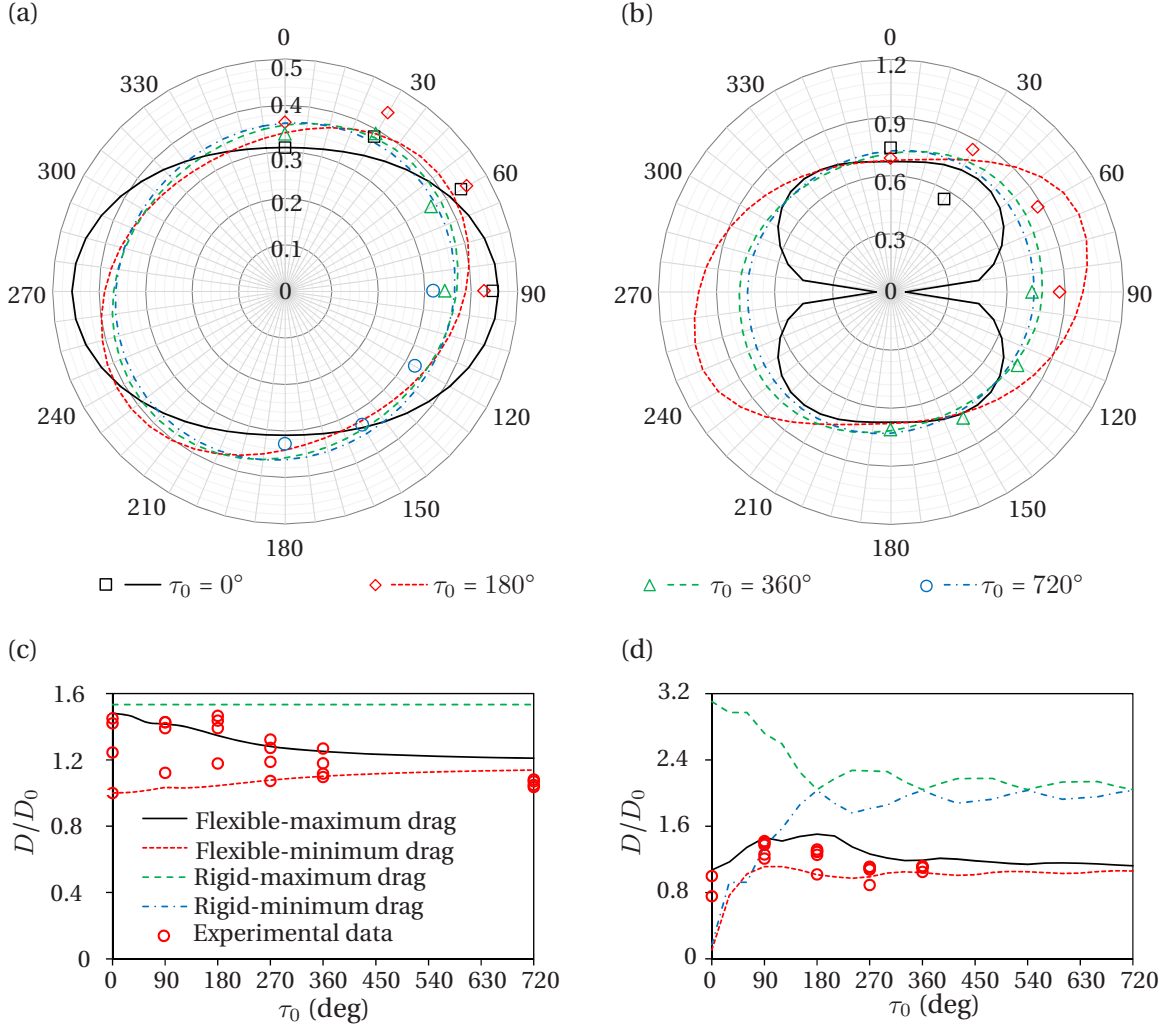 (a)
(b)
0
30
60
90
120
150
180
210
240
270
300
330
0.5
0.4
0.3
0.2
0.1
0
0
30
60
90
120
150
180
210
240
270
300
330
1.2
0.9
0.6
0.3
0
τ₀ = 0°
τ₀ = 180°
τ₀ = 360°
τ₀ = 720°
(c)
1.6
1.2
0.8
0.4
0
D/D₀
Flexible-maximum drag
Flexible-minimum drag
Rigid-maximum drag
Rigid-minimum drag
Experimental data
0 90 180 270 360 450 540 630 720
τ₀ (deg)
(d)
3.2
2.4
1.6
0.8
0
D/D₀
0 90 180 270 360 450 540 630 720
τ₀ (deg)